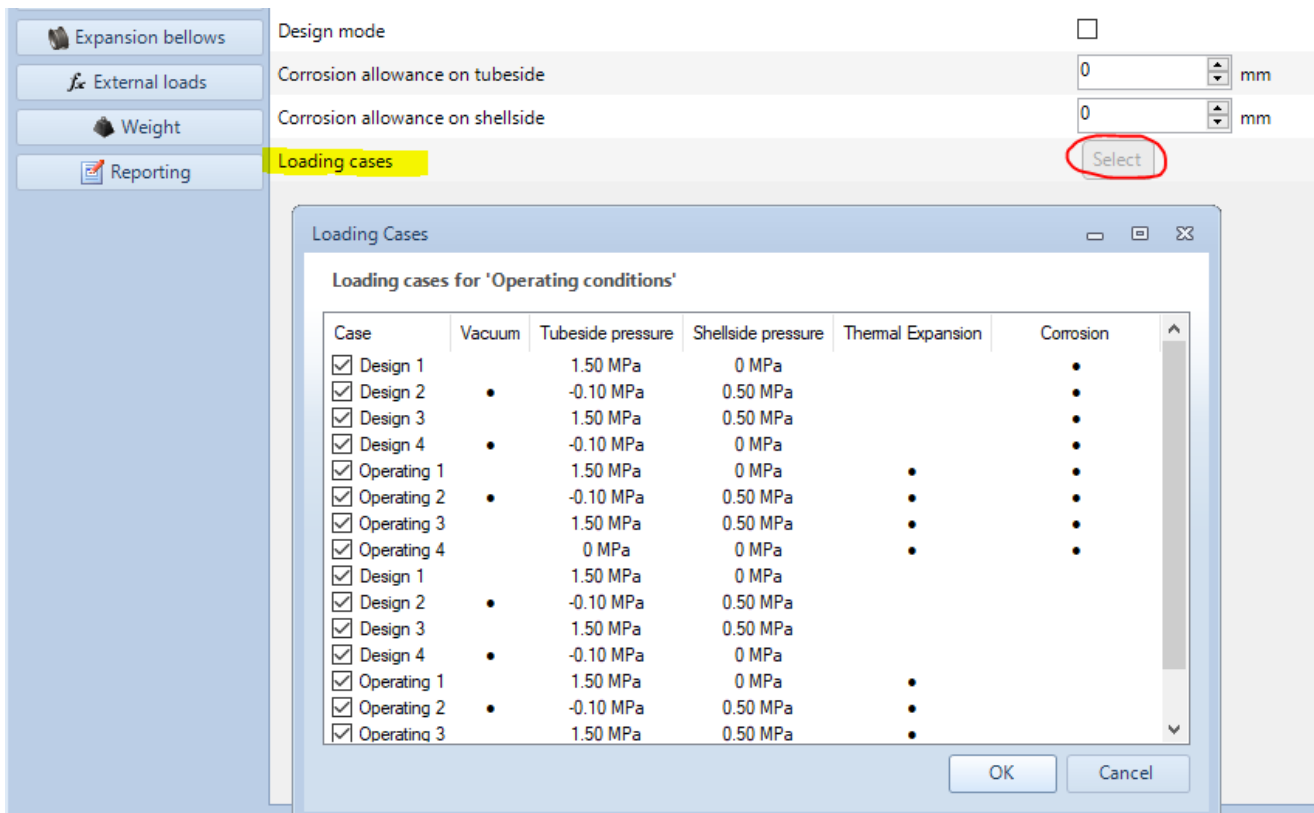 Expansion bellows
Design mode
fx External loads
Corrosion allowance on tubeside 0 mm
Weight
Corrosion allowance on shellside 0 mm
Reporting
Loading cases Select
Loading Cases
Loading cases for 'Operating conditions'
Case Vacuum Tubeside pressure Shellside pressure Thermal Expansion Corrosion
Design 1 1.50 MPa 0 MPa •
Design 2 • -0.10 MPa 0.50 MPa •
Design 3 1.50 MPa 0.50 MPa •
Design 4 • -0.10 MPa 0 MPa •
Operating 1 1.50 MPa 0 MPa • •
Operating 2 • -0.10 MPa 0.50 MPa • •
Operating 3 1.50 MPa 0.50 MPa • •
Operating 4 0 MPa 0 MPa • •
Design 1 1.50 MPa 0 MPa
Design 2 • -0.10 MPa 0.50 MPa
Design 3 1.50 MPa 0.50 MPa
Design 4 • -0.10 MPa 0 MPa
Operating 1 1.50 MPa 0 MPa •
Operating 2 • -0.10 MPa 0.50 MPa •
Operating 3 1.50 MPa 0.50 MPa •
OK Cancel